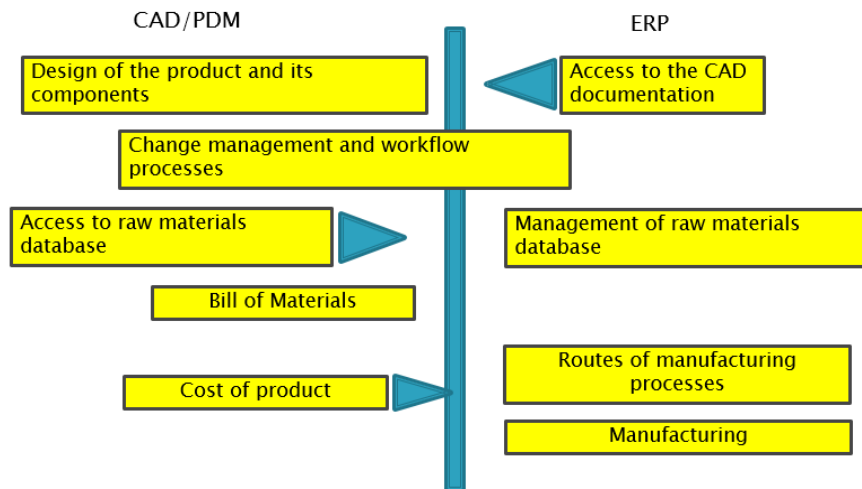 CAD/PDM
ERP
Design of the product and its
components
Access to the CAD
documentation
Change management and workflow
processes
Access to raw materials
database
Management of raw materials
database
Bill of Materials
Routes of manufacturing
processes
Cost of product
Manufacturing